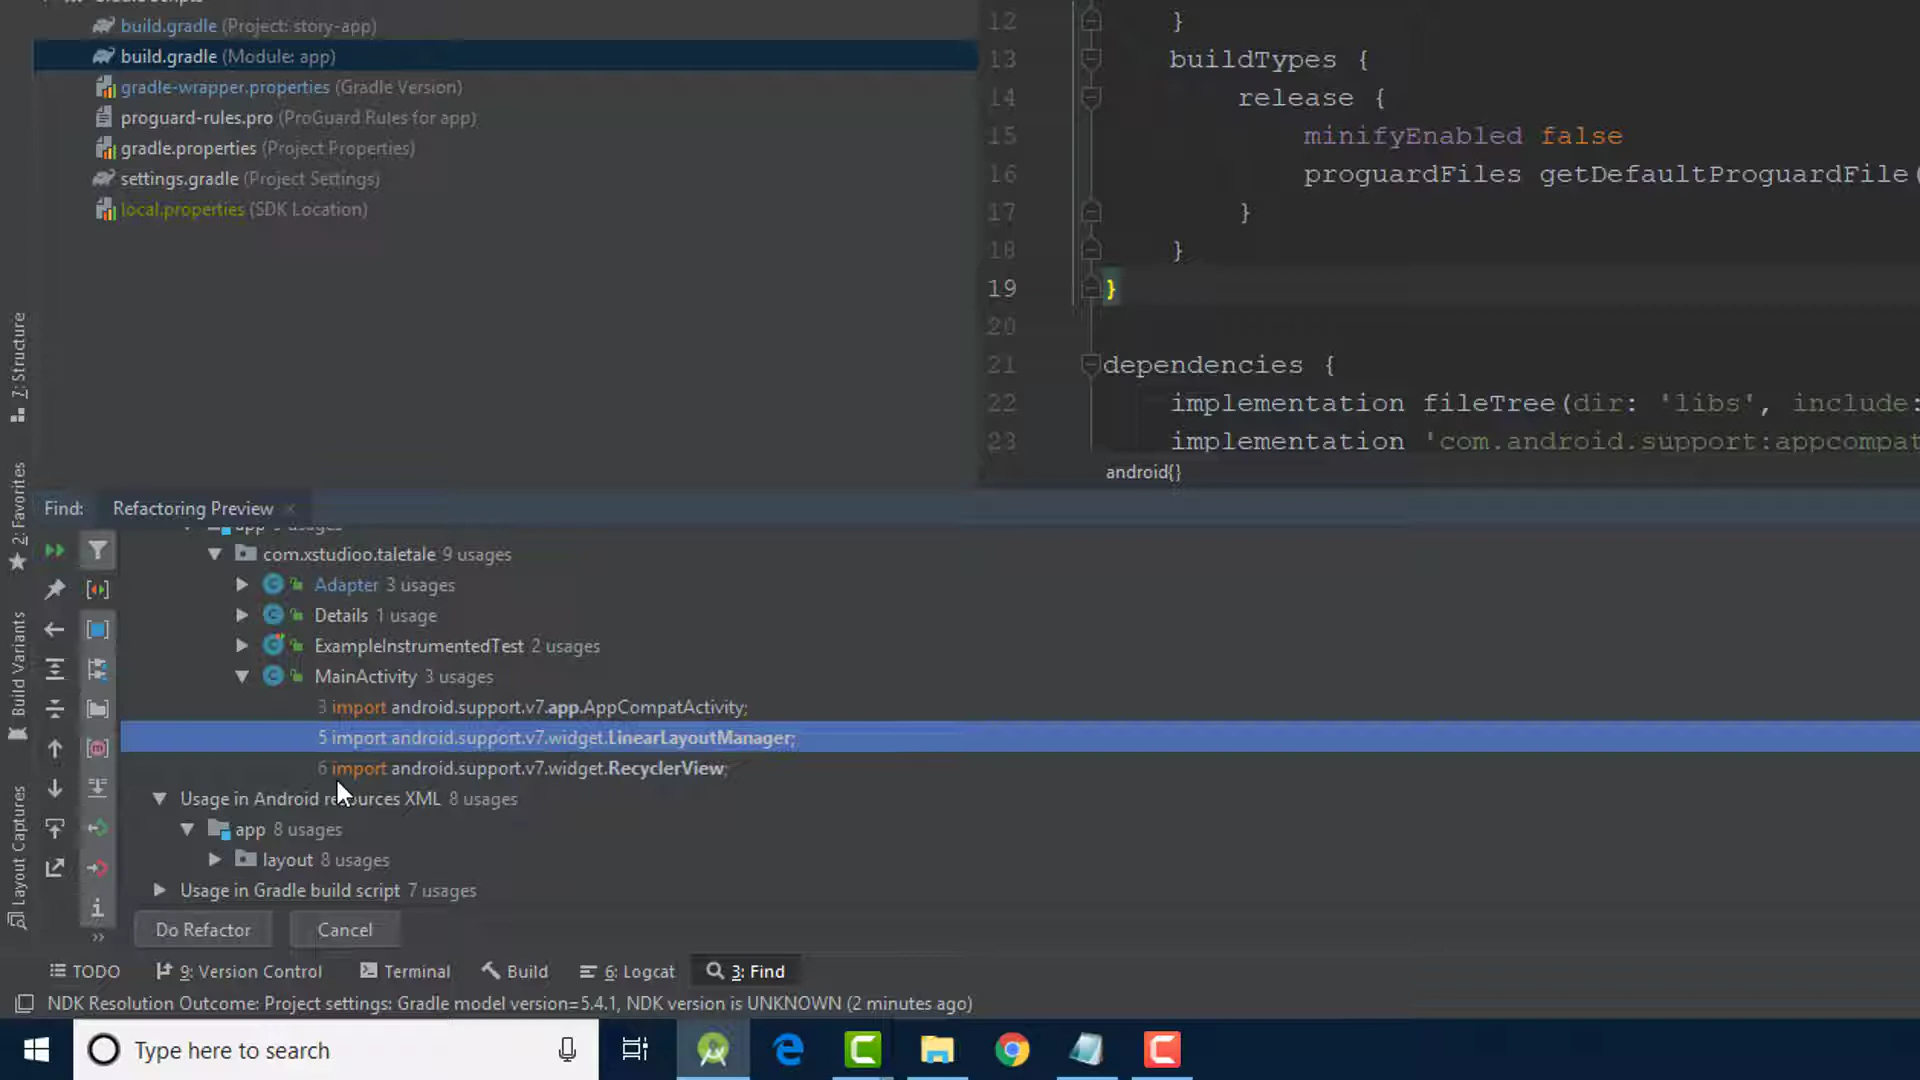 build.gradle (Project: story-app)
build.gradle (Module: app)
gradle-wrapper.properties (Gradle Version)
proguard-rules.pro (ProGuard Rules for app)
gradle.properties (Project Properties)
settings.gradle (Project Settings)
local.properties (SDK Location)
12 }
13 buildTypes {
14 release {
15 minifyEnabled false
16 proguardFiles getDefaultProguardFile(
17 }
18 }
19 }
20
21 dependencies {
22 implementation fileTree(dir: 'libs', include:
23 implementation 'com.android.support:appcompat
android{}
7: Structure
2: Favorites
Build Variants
Layout Captures
Find: Refactoring Preview
app 9 usages
com.xstudioo.taletale 9 usages
Adapter 3 usages
Details 1 usage
ExampleInstrumentedTest 2 usages
MainActivity 3 usages
3 import android.support.v7.app.AppCompatActivity;
5 import android.support.v7.widget.LinearLayoutManager;
6 import android.support.v7.widget.RecyclerView;
Usage in Android resources XML 8 usages
app 8 usages
layout 8 usages
Usage in Gradle build script 7 usages
Do Refactor Cancel
TODO 9: Version Control Terminal Build 6: Logcat 3: Find
NDK Resolution Outcome: Project settings: Gradle model version=5.4.1, NDK version is UNKNOWN (2 minutes ago)
Type here to search